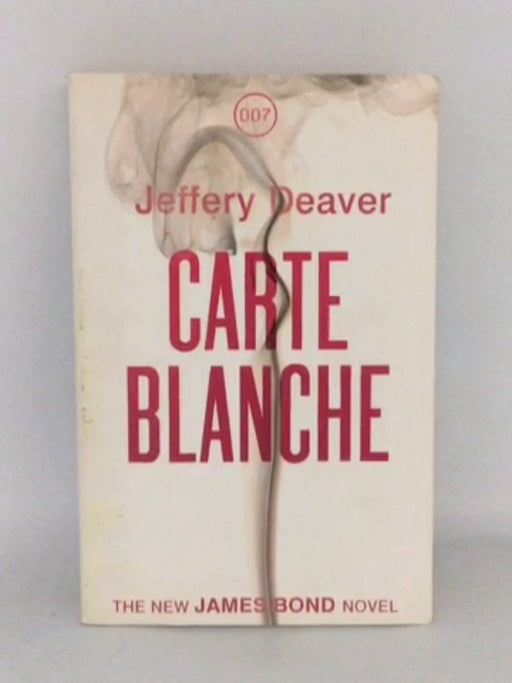 007
Jeffery Deaver
CARTE
BLANCHE
THE NEW JAMES BOND NOVEL